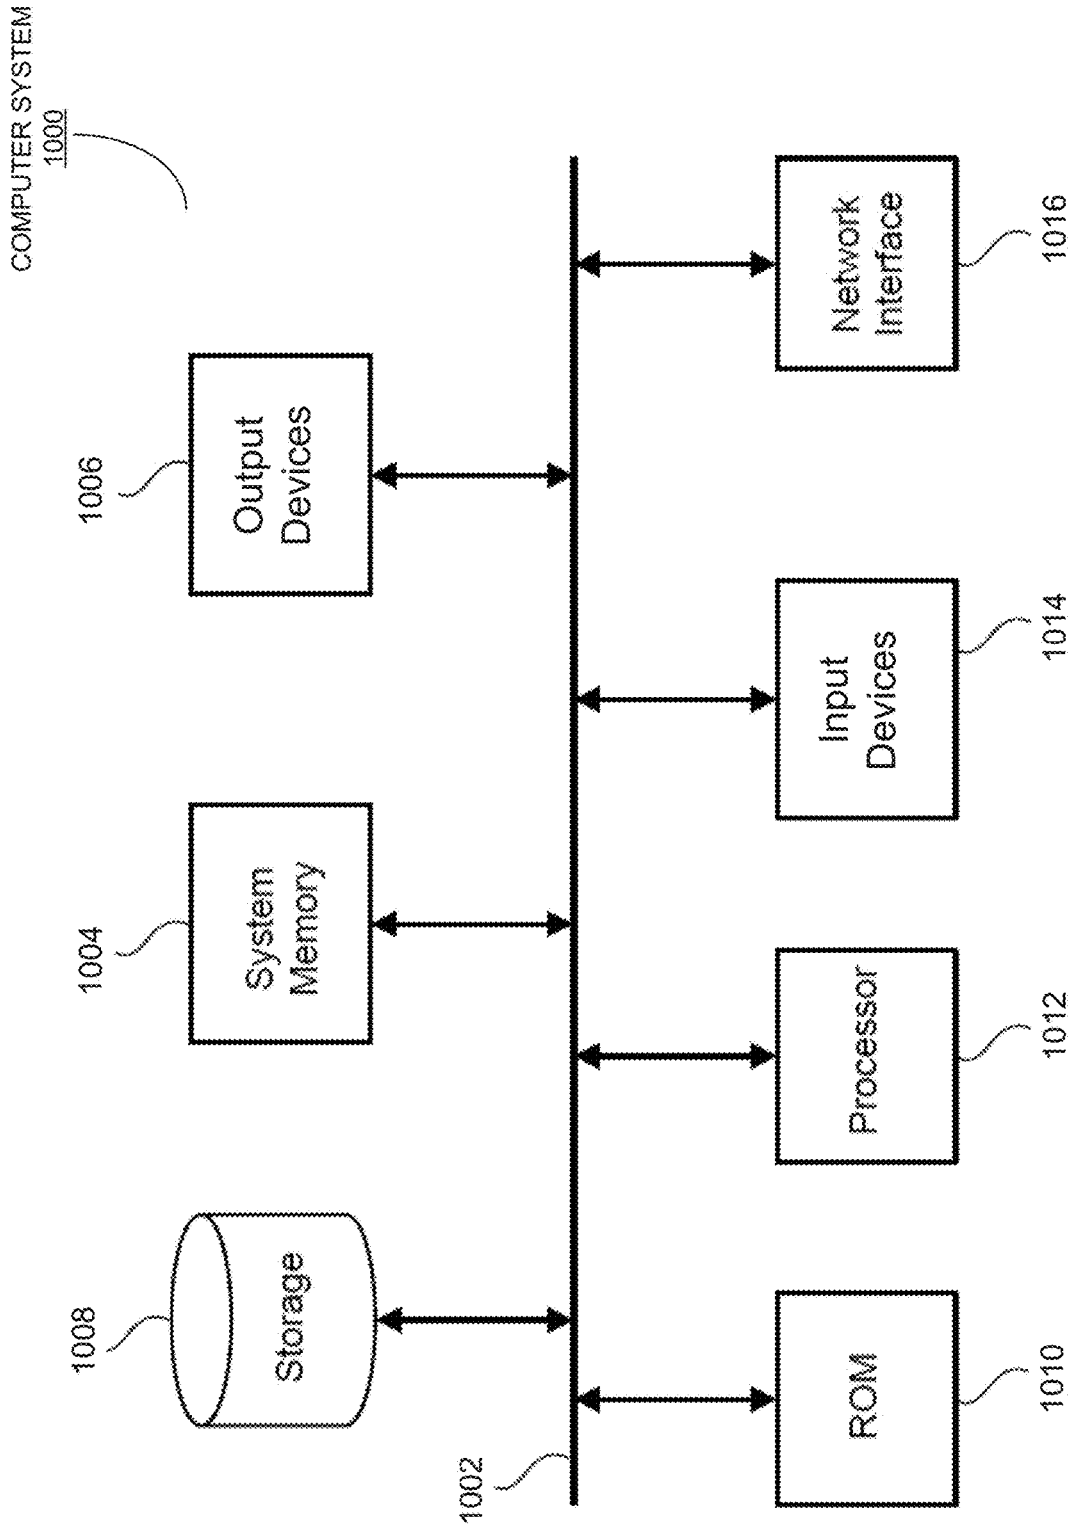 COMPUTER SYSTEM
1000
1008
Storage
1004
System
Memory
1006
Output
Devices
1002
ROM
1010
Processor
1012
Input
Devices
1014
Network
Interface
1016